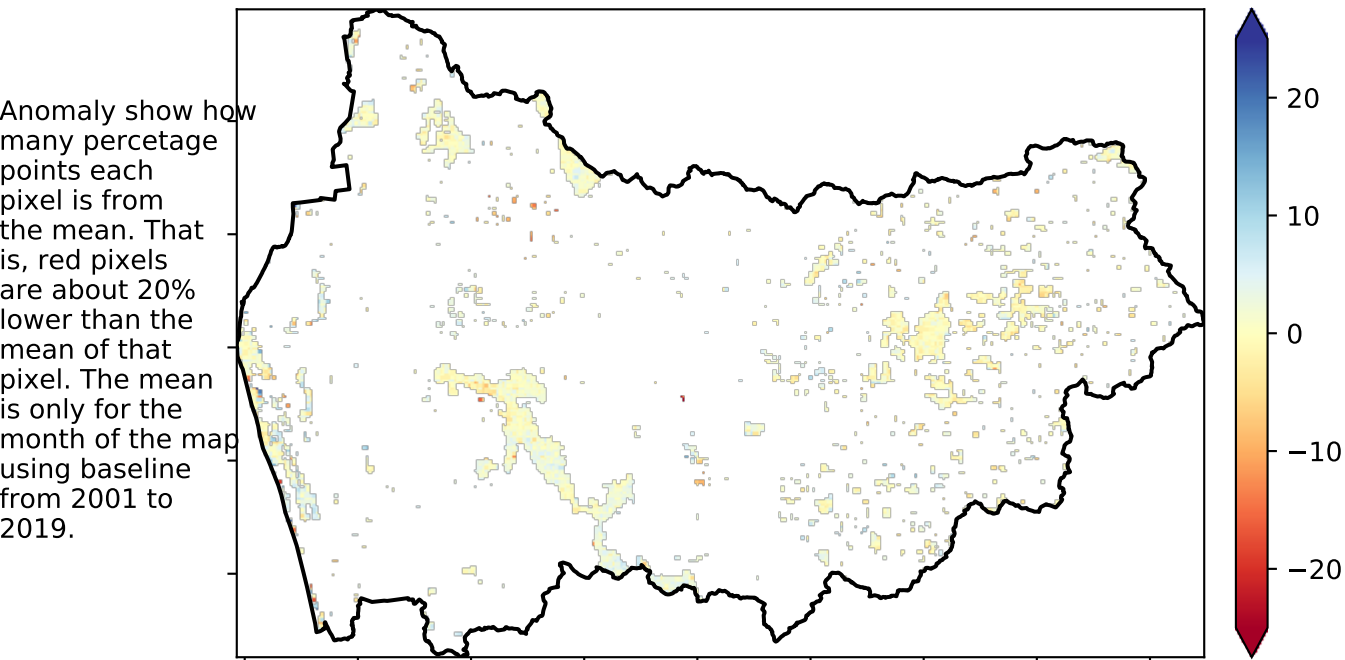 Anomaly show how
many percetage
points each
pixel is from
the mean. That
is, red pixels
are about 20%
lower than the
mean of that
pixel. The mean
is only for the
month of the map
using baseline
from 2001 to
2019.
20
10
0
−10
−20